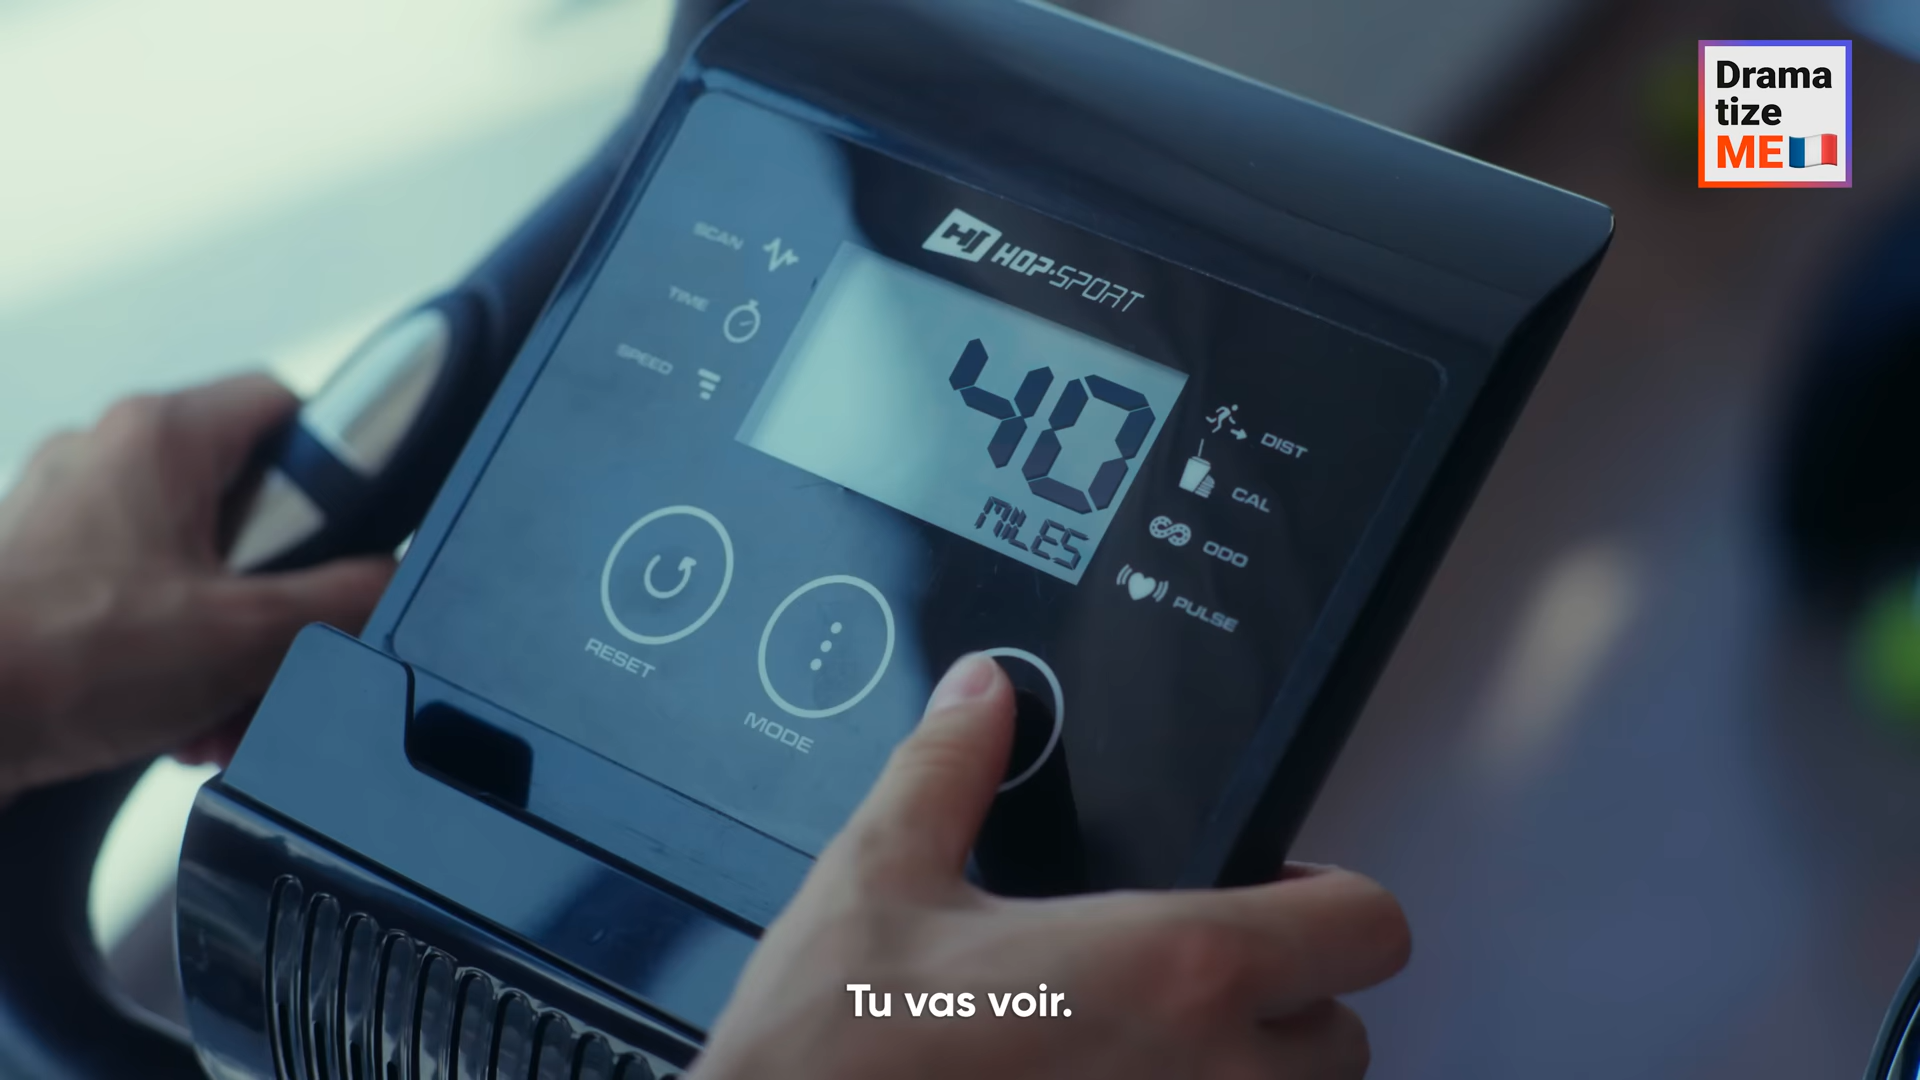 Drama
tize
ME
HOP·SPORT
SCAN
TIME
SPEED
40
MILES
DIST
CAL
ODO
PULSE
RESET
MODE
Tu vas voir.